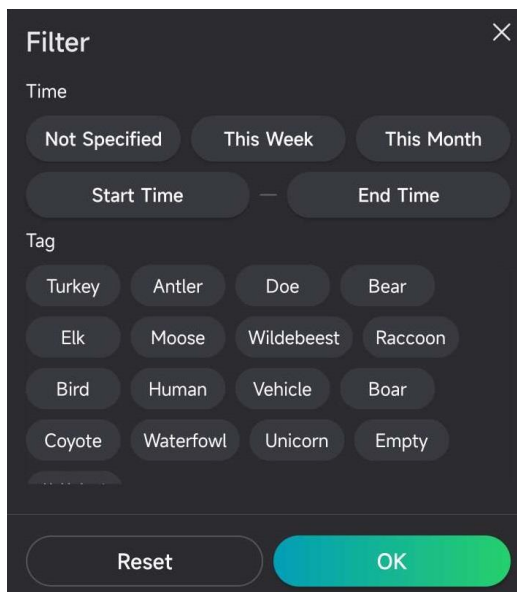 Filter
Time
Not Specified This Week This Month
Start Time — End Time
Tag
Turkey Antler Doe Bear
Elk Moose Wildebeest Raccoon
Bird Human Vehicle Boar
Coyote Waterfowl Unicorn Empty
Reset OK